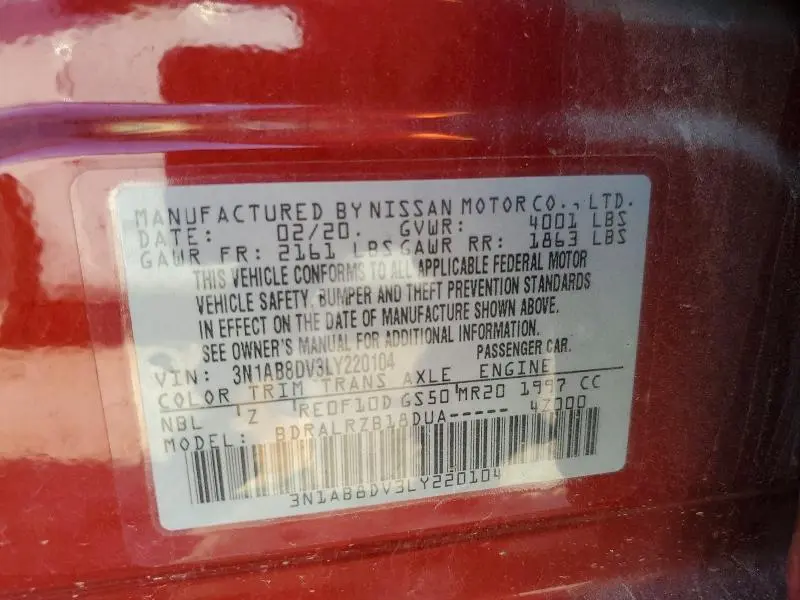 MANUFACTURED BY NISSAN MOTOR CO., LTD.
DATE: 02/20. GVWR: 4001 LBS
GAWR FR: 2161 LBS GAWR RR: 1863 LBS
THIS VEHICLE CONFORMS TO ALL APPLICABLE FEDERAL MOTOR
VEHICLE SAFETY, BUMPER AND THEFT PREVENTION STANDARDS
IN EFFECT ON THE DATE OF MANUFACTURE SHOWN ABOVE.
SEE OWNER'S MANUAL FOR ADDITIONAL INFORMATION.
VIN: 3N1AB8DV3LY220104 PASSENGER CAR.
COLOR TRIM TRANS AXLE ENGINE
NBL Z RE0F10D GS50 MR20 1997 CC
MODEL: BDRALRZB18DUA----- 4Z000
3N1AB8DV3LY220104